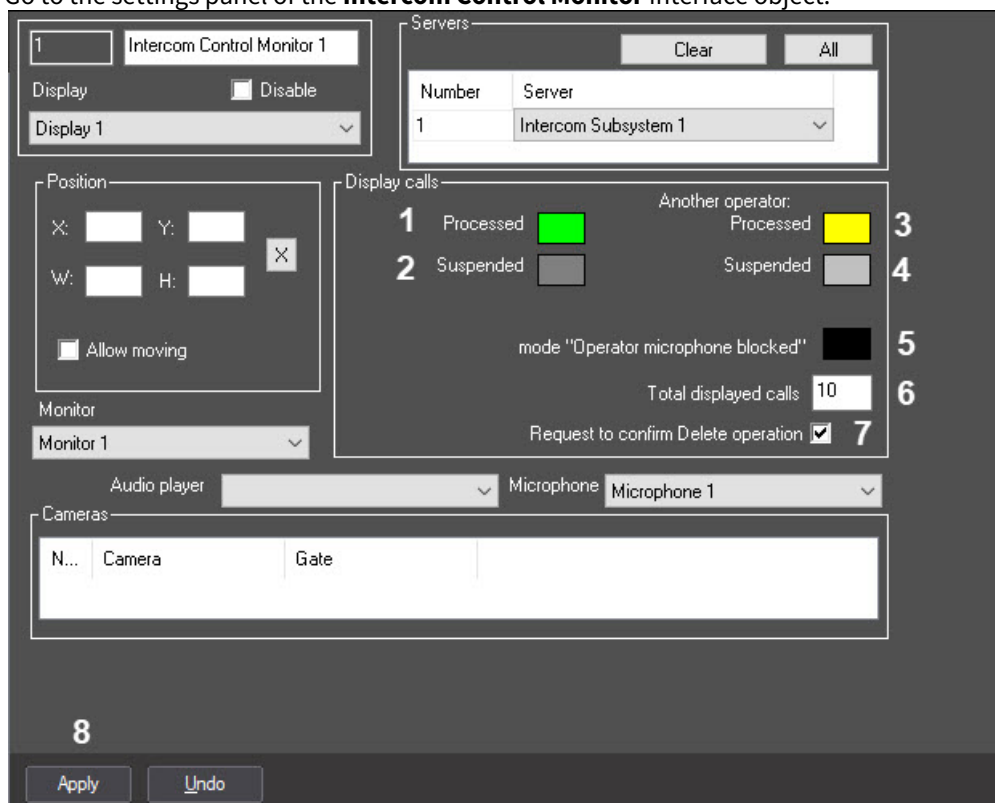 Go to the settings panel of the Intercom Control Monitor interface object.
1
Intercom Control Monitor 1
Display
Disable
Display 1
Servers
Clear
All
Number
Server
1
Intercom Subsystem 1
Position
X:
Y:
X
W:
H:
Allow moving
Monitor
Monitor 1
Display calls
Another operator:
1
Processed
Processed
3
2
Suspended
Suspended
4
mode "Operator microphone blocked"
5
Total displayed calls
10
6
Request to confirm Delete operation
7
Audio player
Microphone
Microphone 1
Cameras
N...
Camera
Gate
8
Apply
Undo